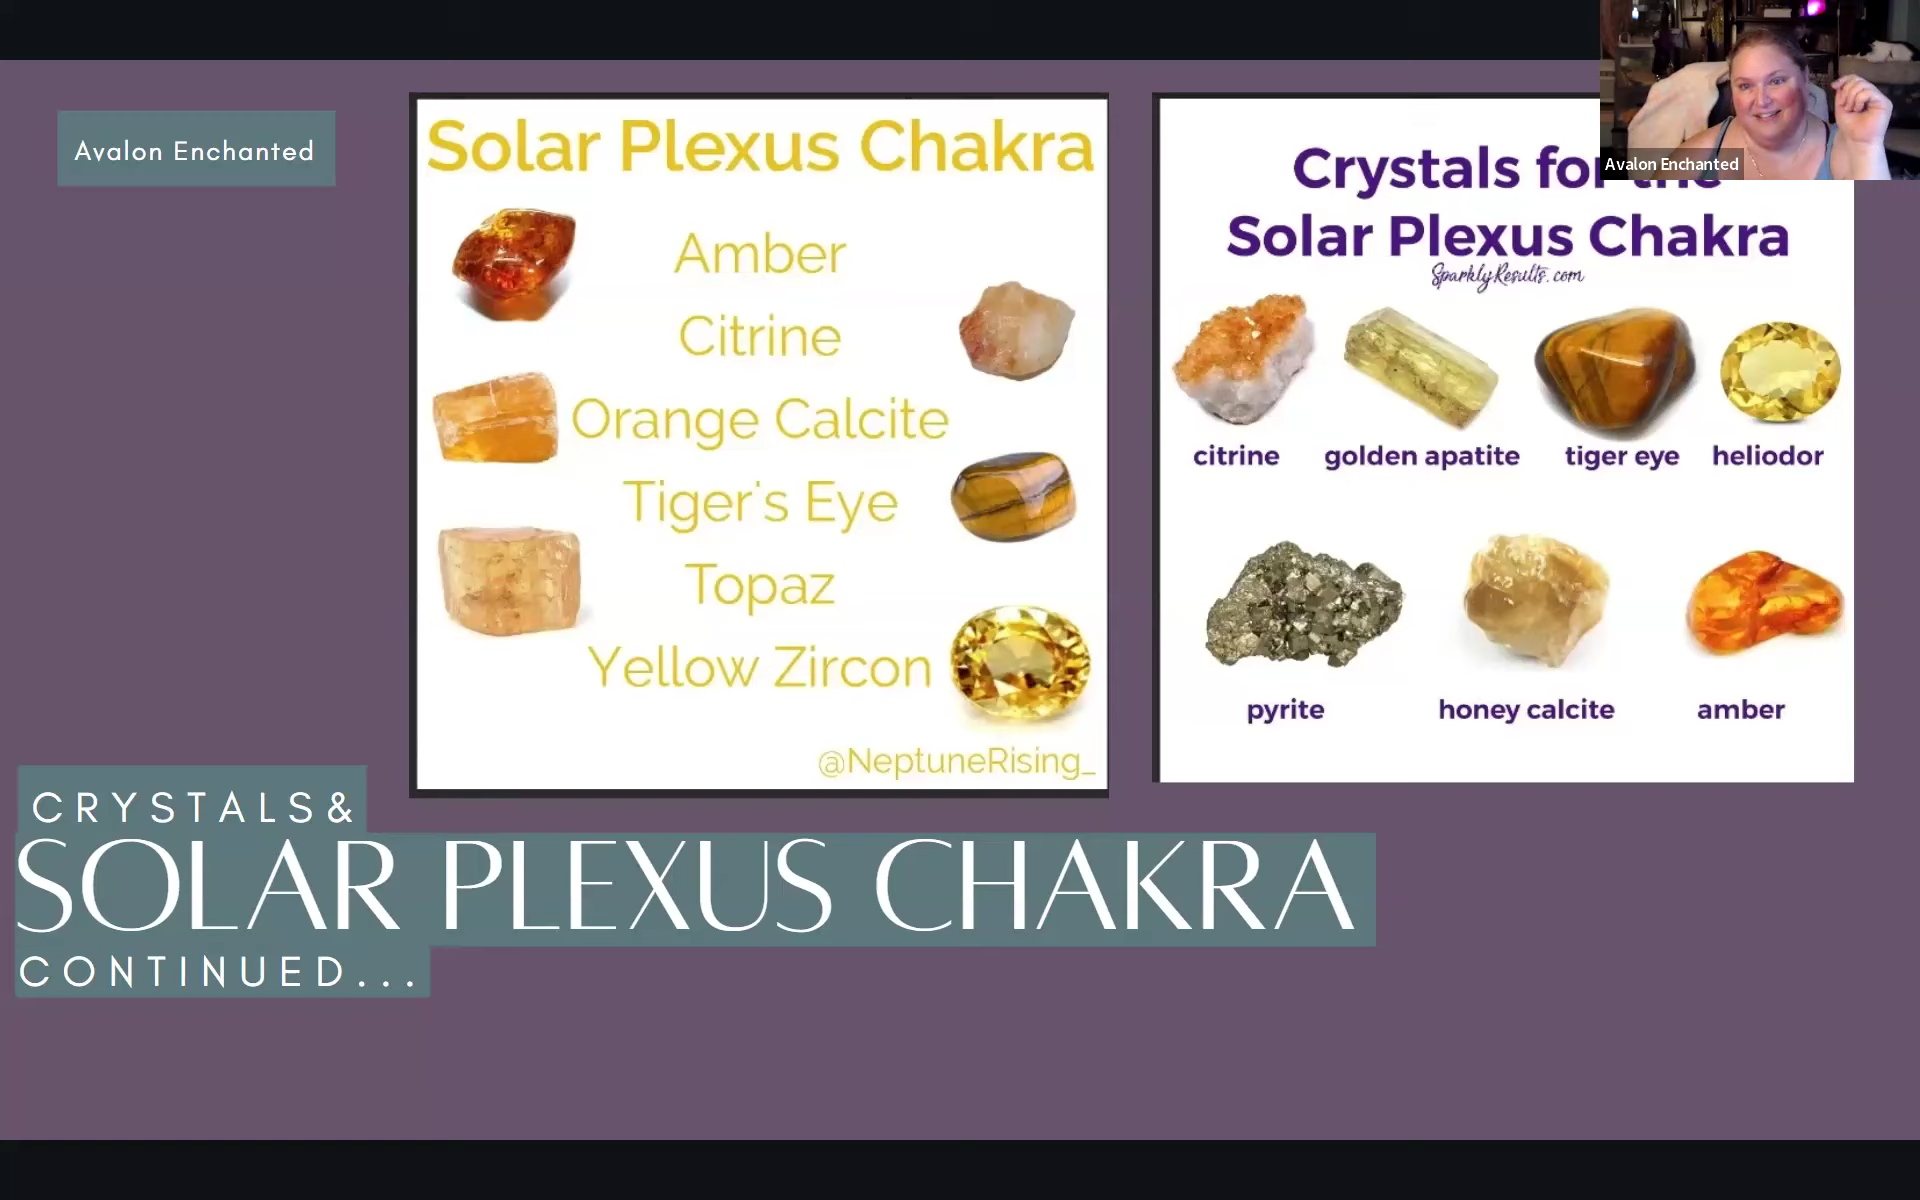 Avalon Enchanted
Solar Plexus Chakra
Amber
Citrine
Orange Calcite
Tiger's Eye
Topaz
Yellow Zircon
@NeptuneRising_
Crystals for the
Solar Plexus Chakra
SparklyResults.com
citrine golden apatite tiger eye heliodor
pyrite honey calcite amber
Avalon Enchanted
CRYSTALS&
SOLAR PLEXUS CHAKRA
CONTINUED...